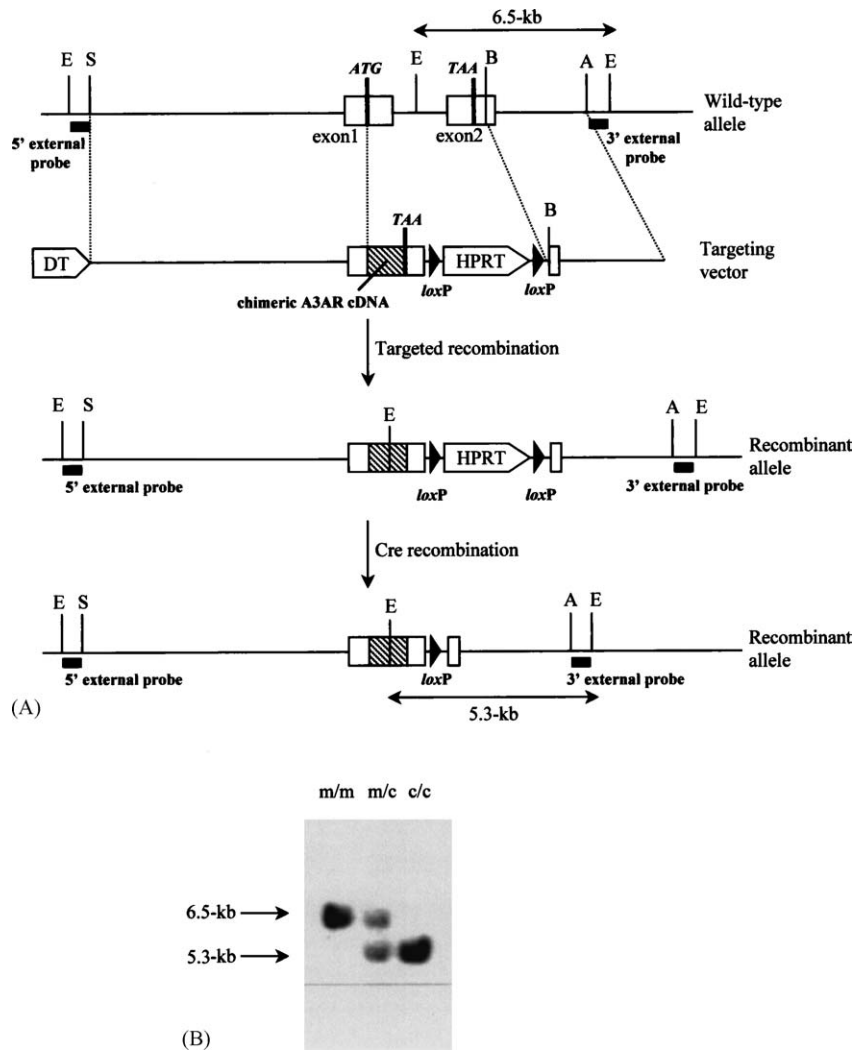 6.5-kb
E S ATG E TAA B A E
Wild-type
allele
exon1 exon2
5' external
probe
3' external
probe
TAA B
DT HPRT
Targeting
vector
loxP loxP
chimeric A3AR cDNA
Targeted recombination
E S E A E
HPRT
Recombinant
allele
5' external probe loxP loxP 3' external probe
Cre recombination
E S E A E
Recombinant
allele
5' external probe loxP 3' external probe
5.3-kb
(A)
m/m m/c c/c
6.5-kb
5.3-kb
(B)